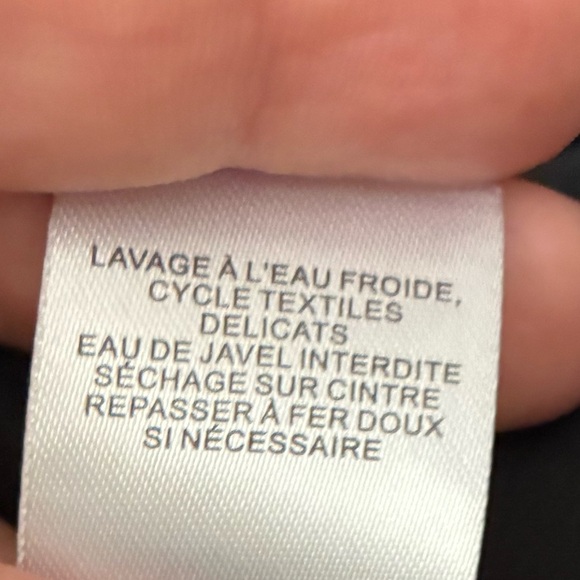 LAVAGE À L'EAU FROIDE,
CYCLE TEXTILES
DELICATS
EAU DE JAVEL INTERDITE
SÉCHAGE SUR CINTRE
REPASSER À FER DOUX
SI NÉCESSAIRE